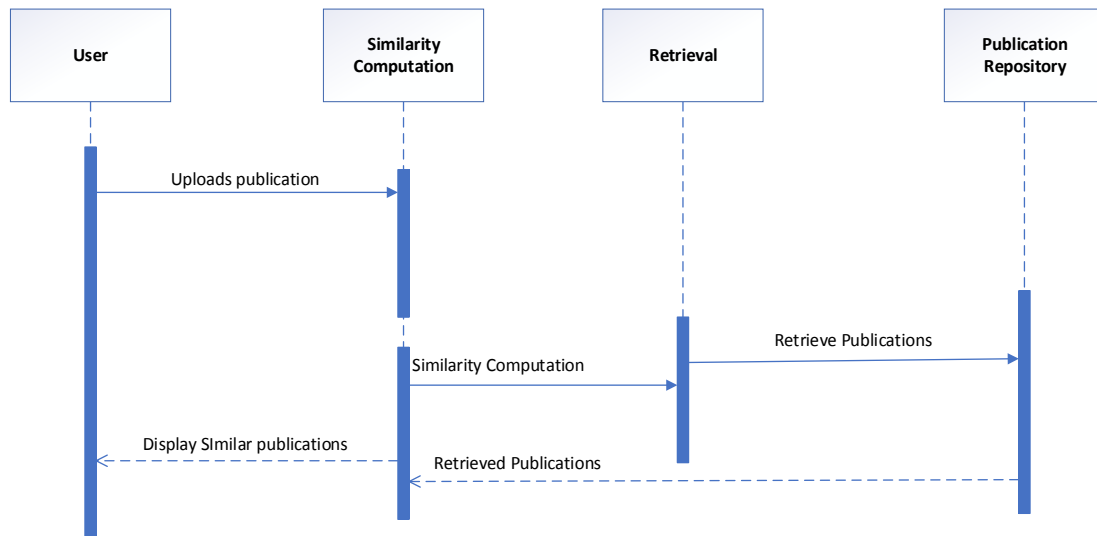 User
Similarity
Computation
Retrieval
Publication
Repository
Uploads publication
Retrieve Publications
Similarity Computation
Display SImilar publications
Retrieved Publications